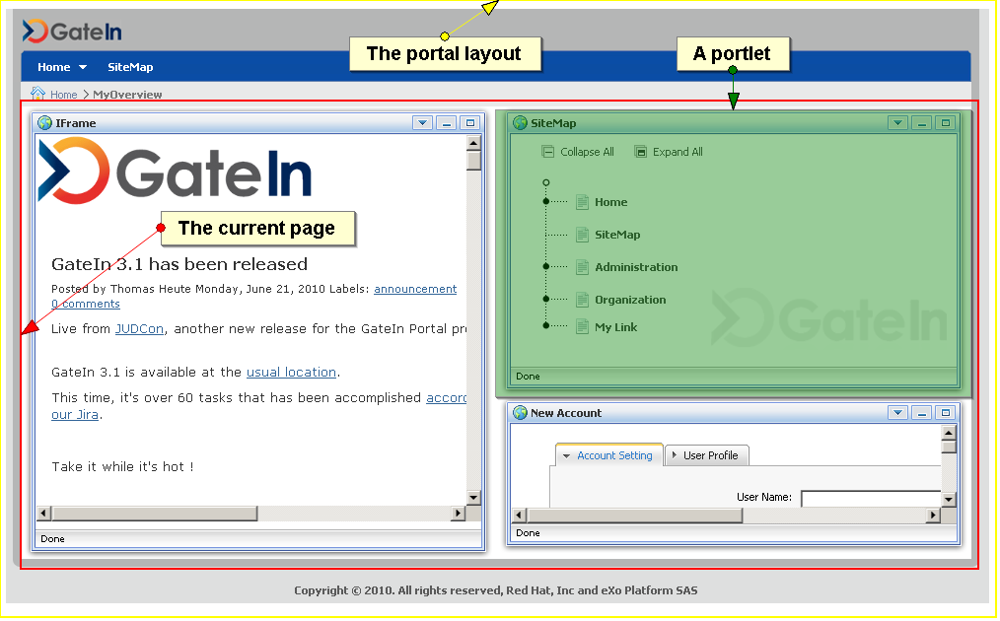 GateIn
The portal layout
A portlet
Home SiteMap
Home > MyOverview
IFrame
GateIn
The current page
GateIn 3.1 has been released
Posted by Thomas Heute Monday, June 21, 2010 Labels: announcement
0 comments
Live from JUDCon, another new release for the GateIn Portal pr
GateIn 3.1 is available at the usual location.
This time, it's over 60 tasks that has been accomplished accor
our Jira.
Take it while it's hot !
Done
SiteMap
Collapse All Expand All
Home
SiteMap
Administration
Organization
My Link
GateIn
Done
New Account
Account Setting User Profile
User Name:
Done
Copyright © 2010. All rights reserved, Red Hat, Inc and eXo Platform SAS